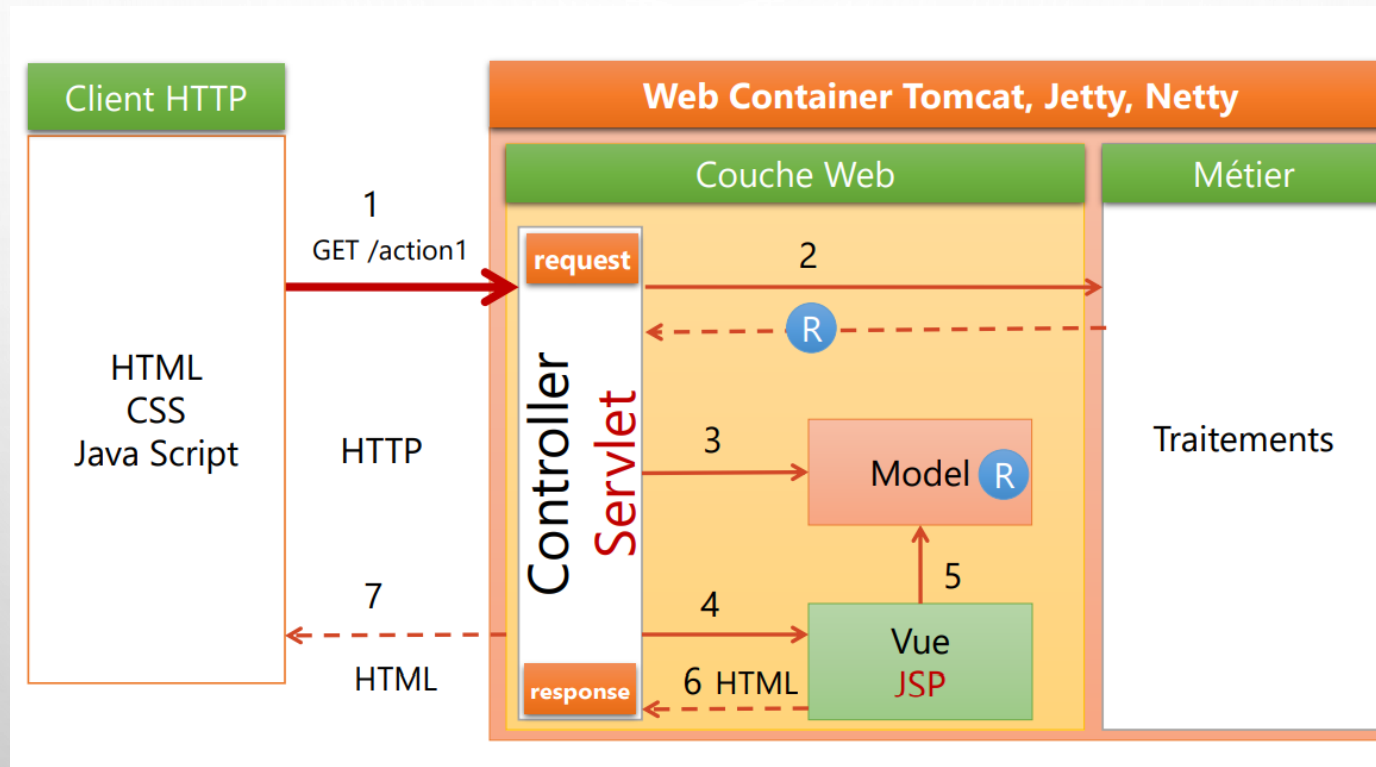 Client HTTP
Web Container Tomcat, Jetty, Netty
Couche Web
Métier
1
GET /action1
request
2
R
HTML
CSS
Java Script
HTTP
Controller
Servlet
3
Model R
Traitements
5
7
HTML
4
Vue
JSP
6 HTML
response